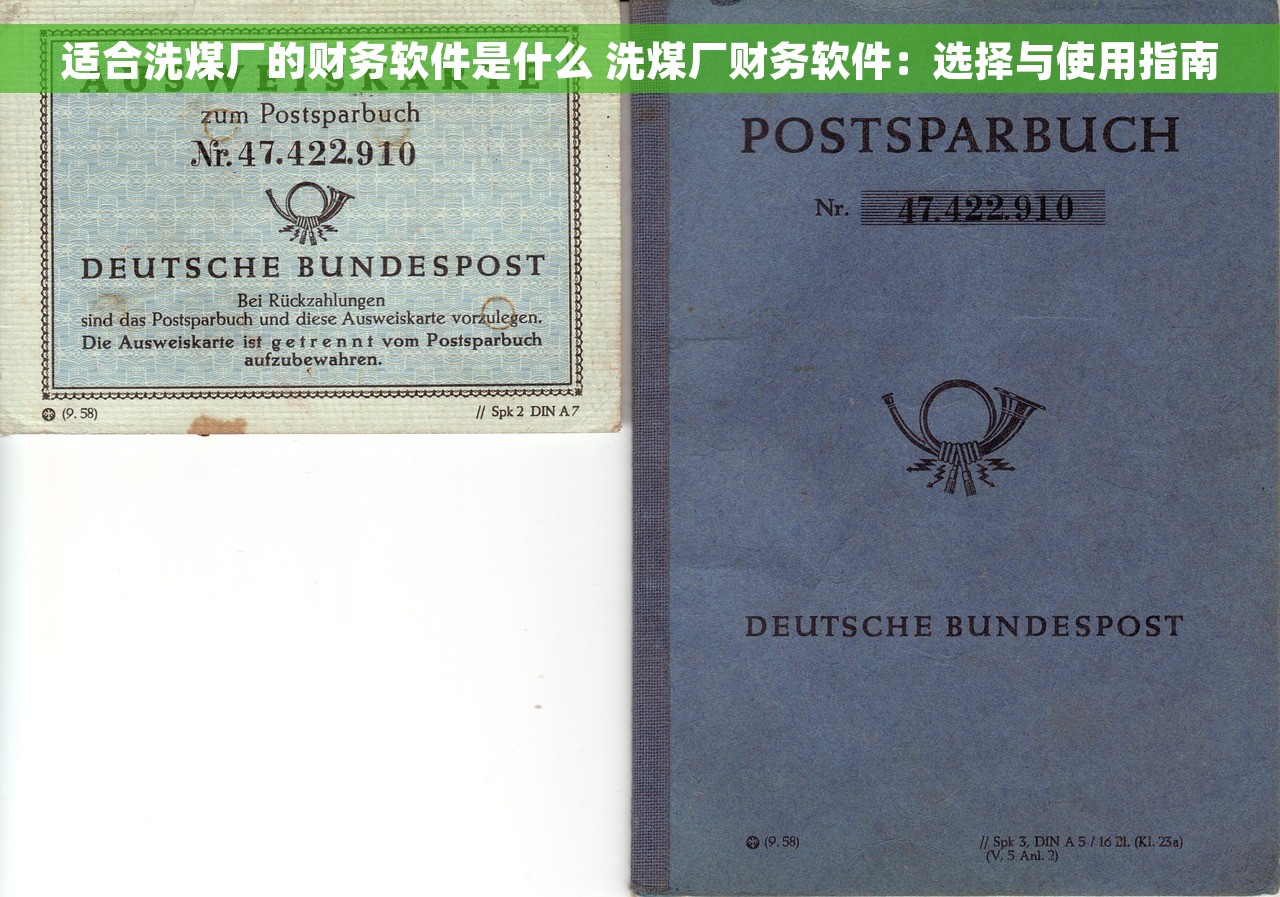 适合洗煤厂的财务软件是什么 洗煤厂财务软件：选择与使用指南
AUSWEISKARTE
zum Postsparbuch
Nr. 47.422.910
DEUTSCHE BUNDESPOST
Bei Rückzahlungen
sind das Postsparbuch und diese Ausweiskarte vorzulegen.
Die Ausweiskarte ist getrennt vom Postsparbuch
aufzubewahren.
(9. 58)
// Spk 2 DIN A 7
POSTSPARBUCH
Nr. 47.422.910
DEUTSCHE BUNDESPOST
(9. 58)
// Spk 3, DIN A 5 / 16 Bl. (Kl. 23a)
(V, 5 Anl. 2)